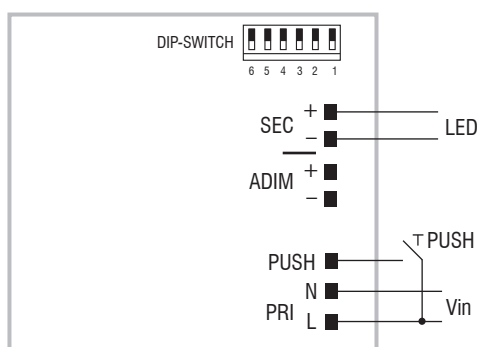 DIP-SWITCH
6 5 4 3 2 1
SEC + −
LED
ADIM + −
PUSH
PUSH
N
PRI
L
Vin